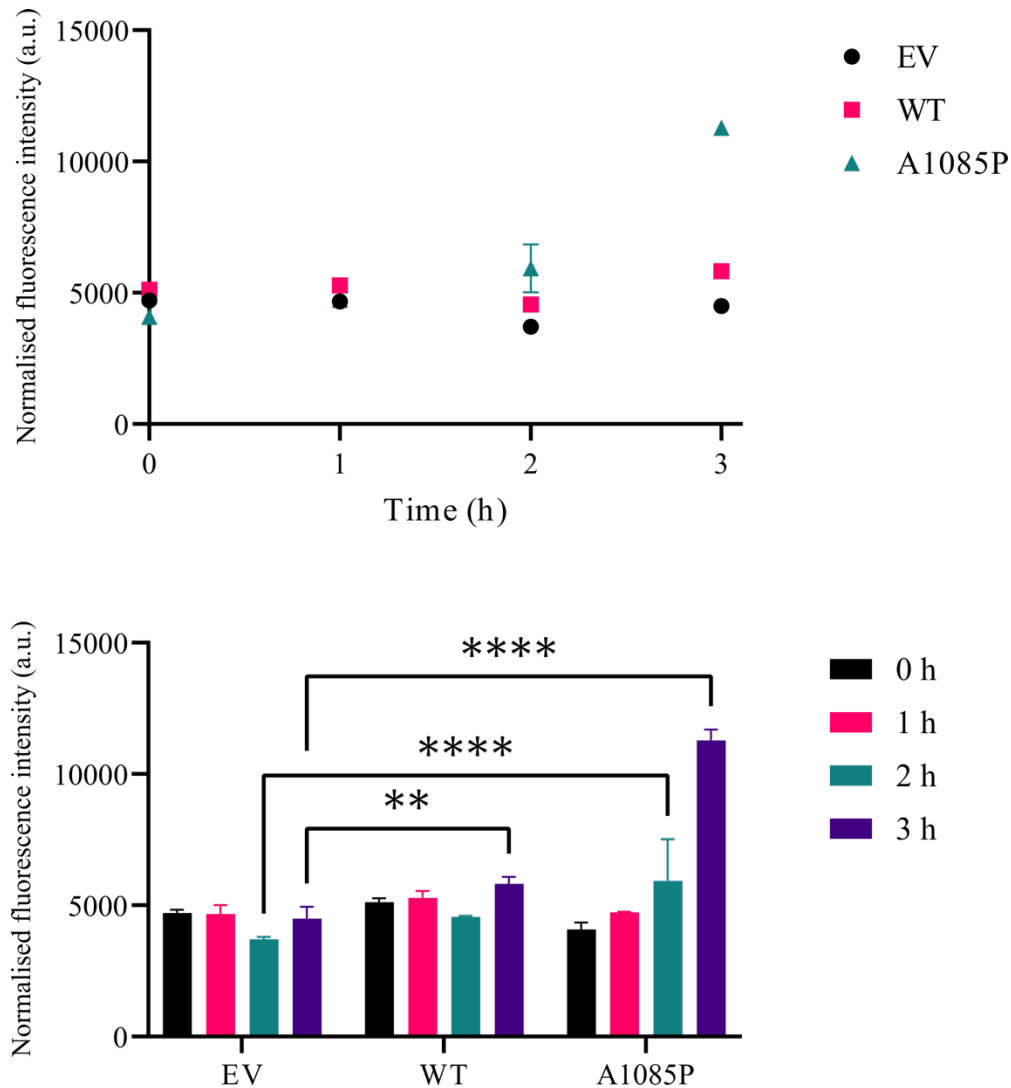 Normalised fluorescence intensity (a.u.)
15000
10000
5000
0
0 1 2 3
Time (h)
EV
WT
A1085P
Normalised fluorescence intensity (a.u.)
15000
10000
5000
0
****
****
**
EV WT A1085P
0 h
1 h
2 h
3 h